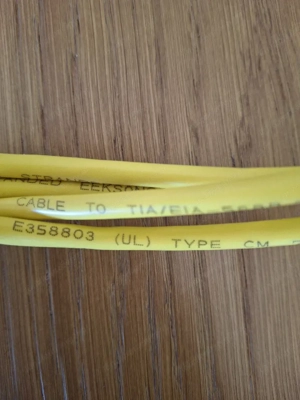 EEKSON
CABLE TO TIA/EIA
E358803 (UL) TYPE CM